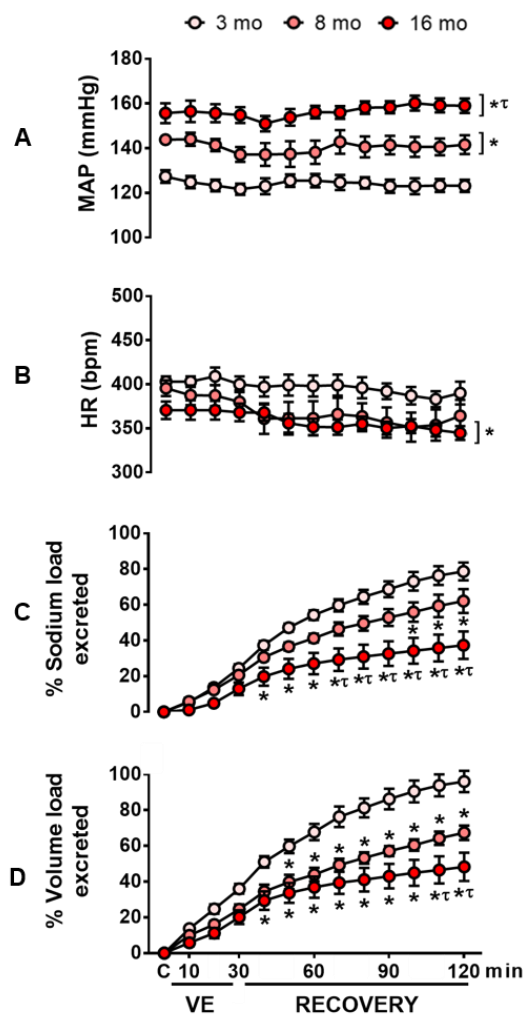 3 mo 8 mo 16 mo
A
MAP (mmHg)
180
160
140
120
100
*τ
*
B
HR (bpm)
500
450
400
350
300
*
C
% Sodium load
excreted
100
80
60
40
20
0
* * *
* * * *τ *τ *τ *τ *τ *τ
D
% Volume load
excreted
100
80
60
40
20
0
* * * * * * * *
* * * * * * * *τ *τ
C 10 30 60 90 120 min
VE RECOVERY